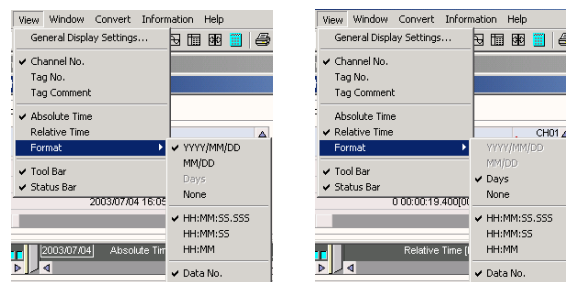 View Window Convert Information Help
General Display Settings...
✔ Channel No.
Tag No.
Tag Comment
✔ Absolute Time
Relative Time
Format
✔ Tool Bar
✔ Status Bar
✔ YYYY/MM/DD
MM/DD
Days
None
✔ HH:MM:SS.SSS
HH:MM:SS
HH:MM
✔ Data No.
2003/07/04 16:05
2003/07/04 Absolute Tim
View Window Convert Information Help
General Display Settings...
✔ Channel No.
Tag No.
Tag Comment
Absolute Time
✔ Relative Time
Format
✔ Tool Bar
✔ Status Bar
CH01
YYYY/MM/DD
MM/DD
✔ Days
None
✔ HH:MM:SS.SSS
HH:MM:SS
HH:MM
✔ Data No.
0 00:00:19.400[00
Relative Time [